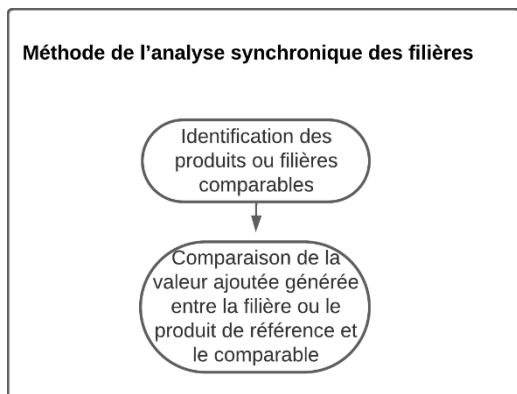 Méthode de l’analyse synchronique des filières
Identification des
produits ou filières
comparables
Comparaison de la
valeur ajoutée générée
entre la filière ou le
produit de référence et
le comparable